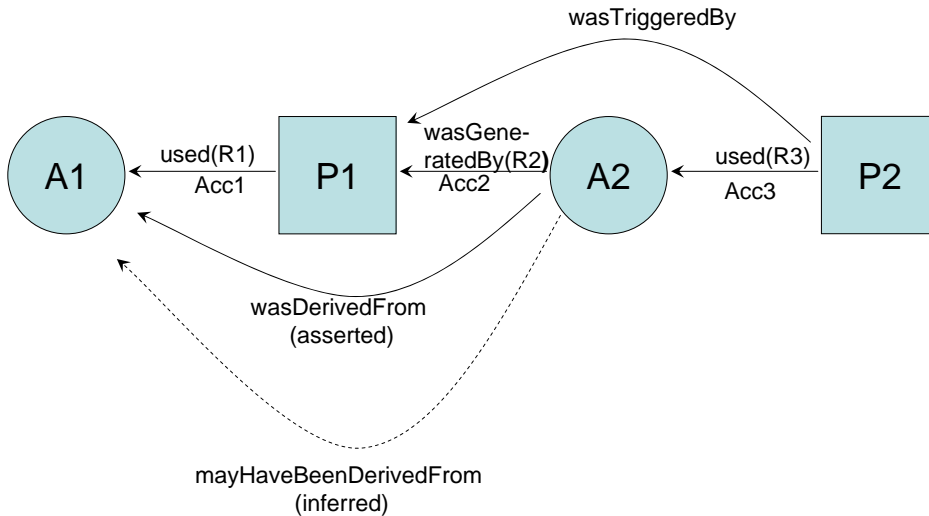 wasTriggeredBy
A1
used(R1)
Acc1
P1
wasGene-
ratedBy(R2)
Acc2
A2
used(R3)
Acc3
P2
wasDerivedFrom
(asserted)
mayHaveBeenDerivedFrom
(inferred)